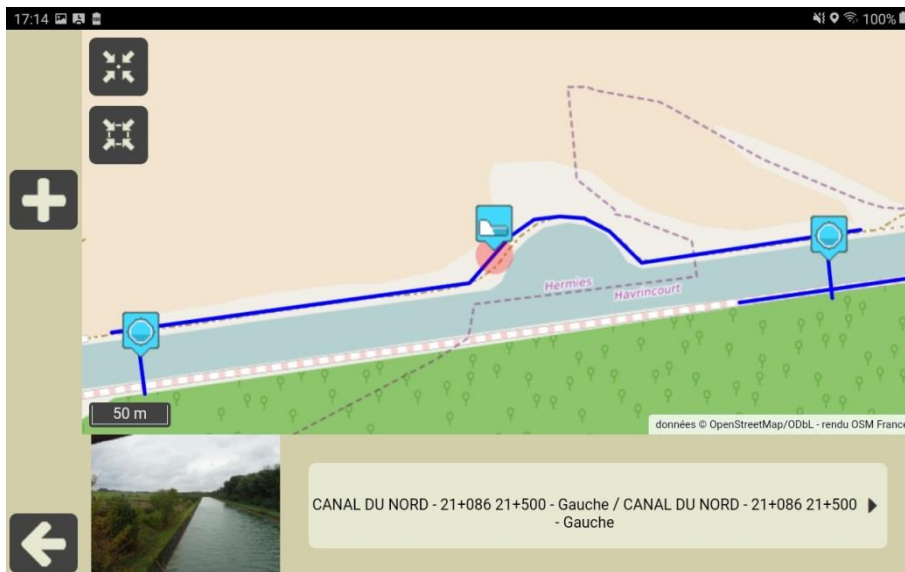 17:14
100%
Hermies
Havrincourt
50 m
données © OpenStreetMap/ODbL - rendu OSM France
CANAL DU NORD - 21+086 21+500 - Gauche / CANAL DU NORD - 21+086 21+500
- Gauche